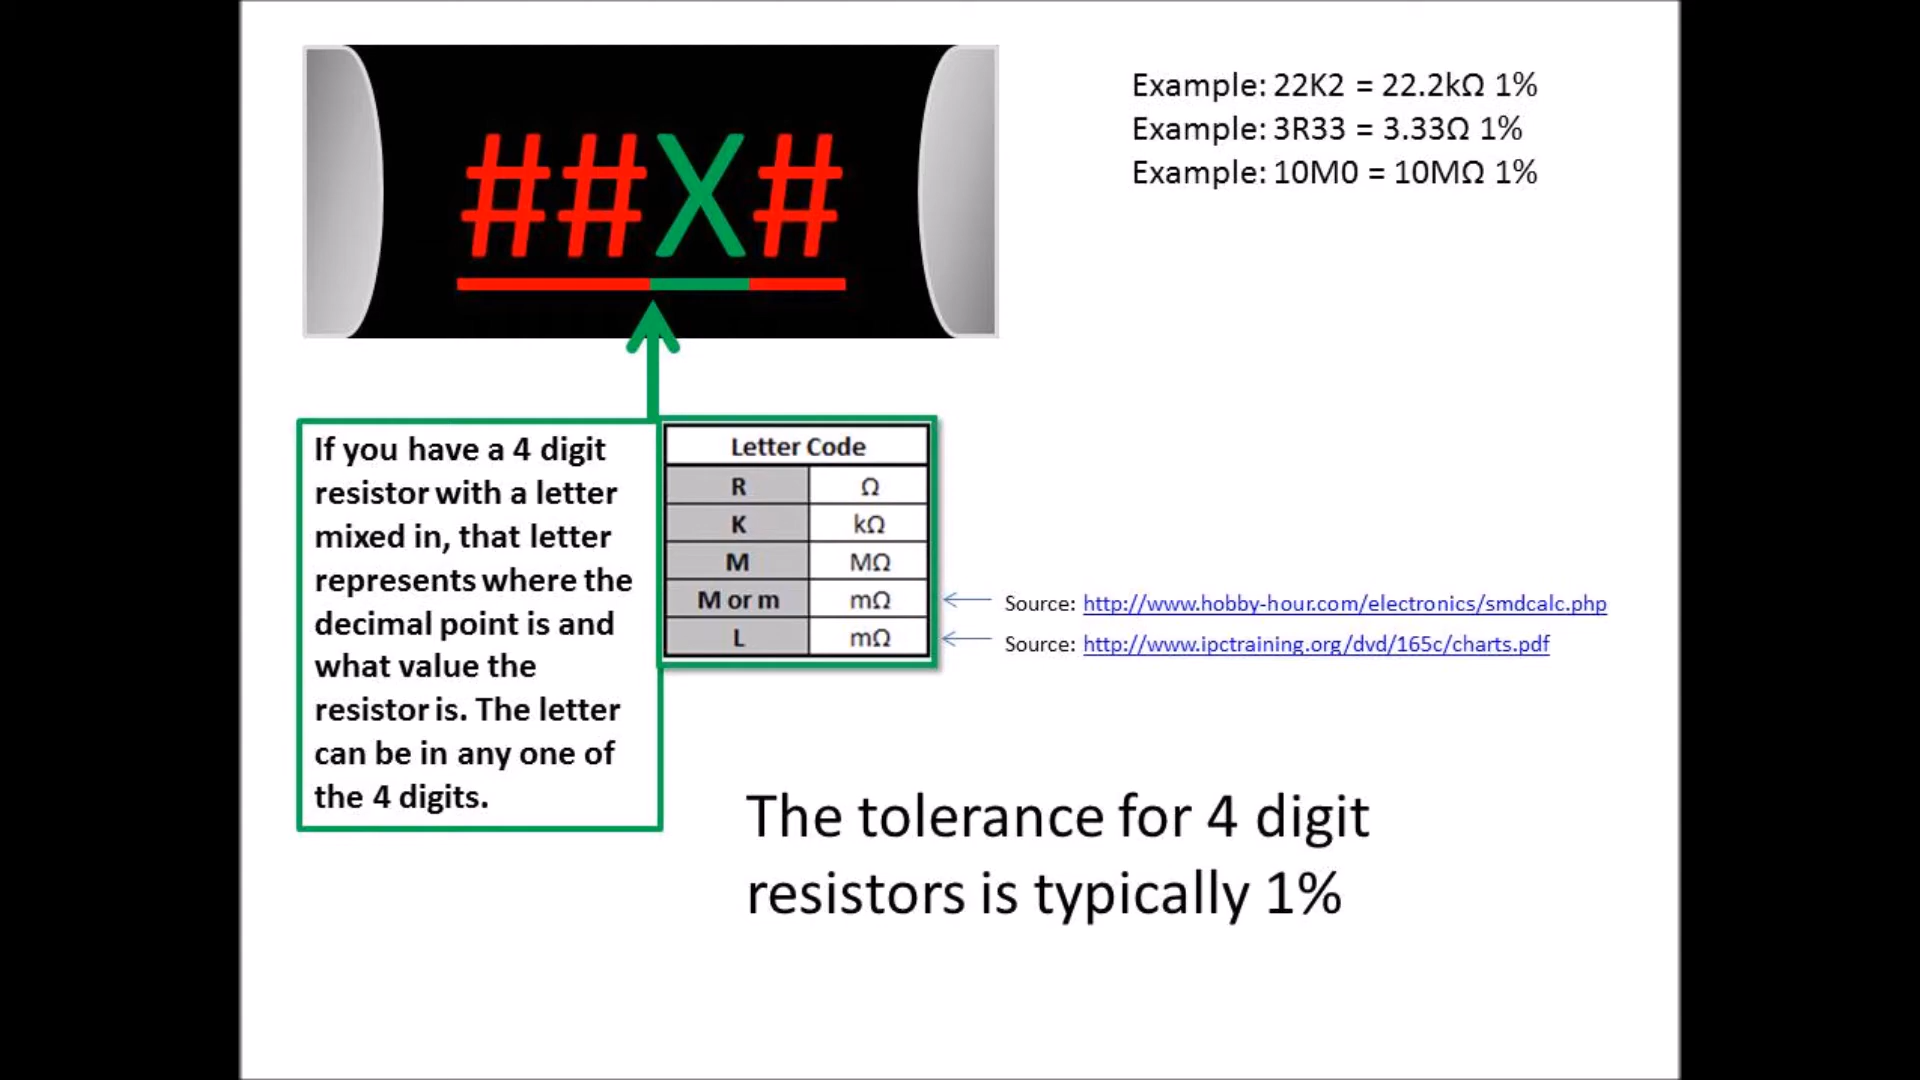 ##X#
Example: 22K2 = 22.2kΩ 1%
Example: 3R33 = 3.33Ω 1%
Example: 10M0 = 10MΩ 1%
If you have a 4 digit
resistor with a letter
mixed in, that letter
represents where the
decimal point is and
what value the
resistor is. The letter
can be in any one of
the 4 digits.
Letter Code
R Ω
K kΩ
M MΩ
M or m mΩ
L mΩ
Source: http://www.hobby-hour.com/electronics/smdcalc.php
Source: http://www.ipctraining.org/dvd/165c/charts.pdf
The tolerance for 4 digit
resistors is typically 1%